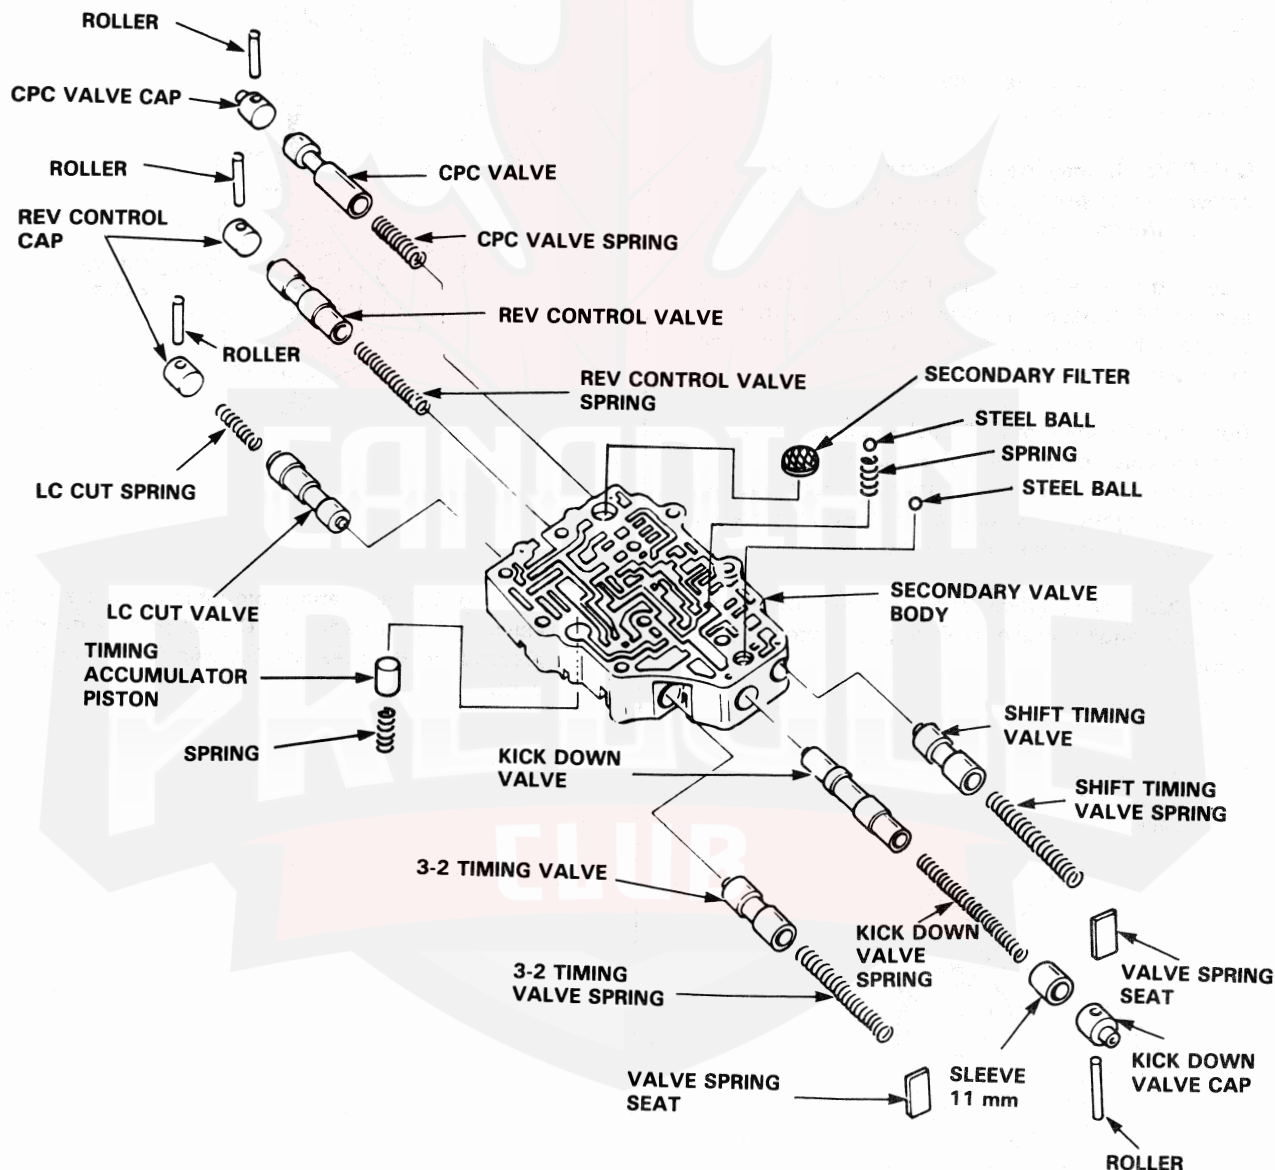 ROLLER
CPC VALVE CAP
CPC VALVE
ROLLER
REV CONTROL
CAP
CPC VALVE SPRING
REV CONTROL VALVE
ROLLER
REV CONTROL VALVE
SPRING
SECONDARY FILTER
STEEL BALL
SPRING
STEEL BALL
LC CUT SPRING
LC CUT VALVE
SECONDARY VALVE
BODY
TIMING
ACCUMULATOR
PISTON
SPRING
KICK DOWN
VALVE
SHIFT TIMING
VALVE
SHIFT TIMING
VALVE SPRING
3-2 TIMING VALVE
KICK DOWN
VALVE
SPRING
3-2 TIMING
VALVE SPRING
VALVE SPRING
SEAT
VALVE SPRING
SEAT
SLEEVE
11 mm
KICK DOWN
VALVE CAP
ROLLER
CANADIAN
PRELUDE
CLUB